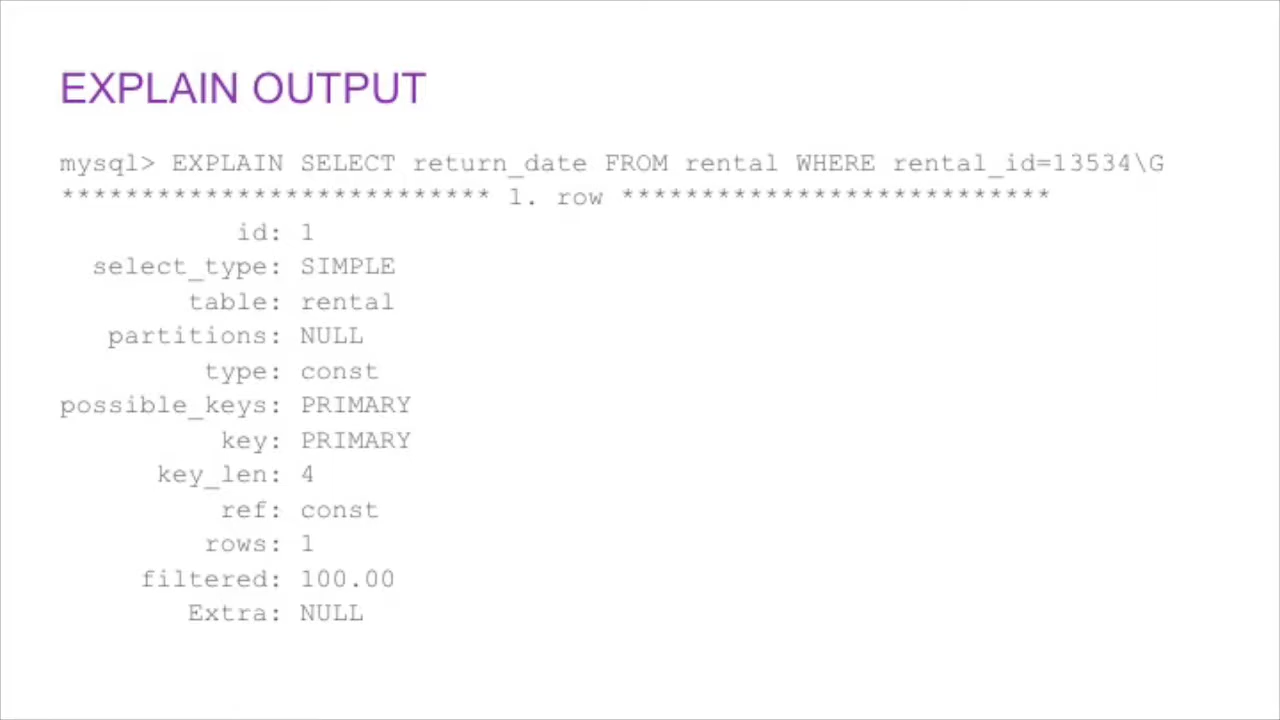 EXPLAIN OUTPUT
mysql> EXPLAIN SELECT return_date FROM rental WHERE rental_id=13534\G
*************************** 1. row ***************************
id: 1
select_type: SIMPLE
table: rental
partitions: NULL
type: const
possible_keys: PRIMARY
key: PRIMARY
key_len: 4
ref: const
rows: 1
filtered: 100.00
Extra: NULL